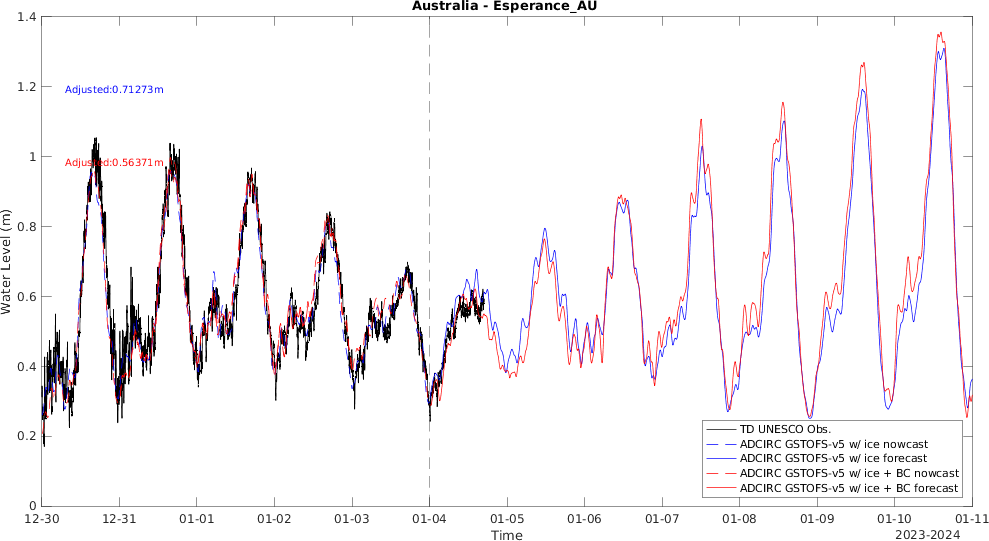 Australia - Esperance_AU
1.4
1.2
1
0.8
0.6
0.4
0.2
0
Water Level (m)
Adjusted:0.71273m
Adjusted:0.56371m
TD UNESCO Obs.
ADCIRC GSTOFS-v5 w/ ice nowcast
ADCIRC GSTOFS-v5 w/ ice forecast
ADCIRC GSTOFS-v5 w/ ice + BC nowcast
ADCIRC GSTOFS-v5 w/ ice + BC forecast
12-30 12-31 01-01 01-02 01-03 01-04 01-05 01-06 01-07 01-08 01-09 01-10 01-11
Time
2023-2024